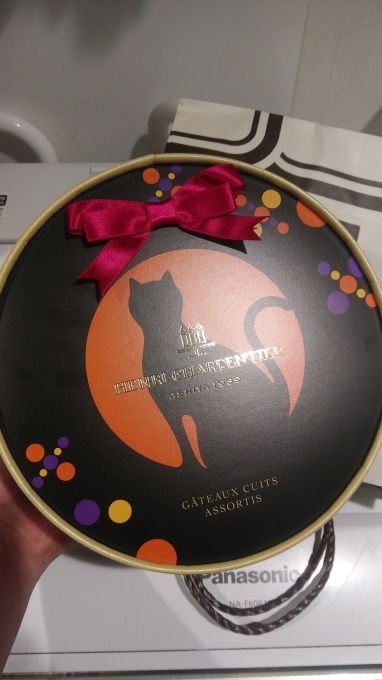 HENRI CHARPENTIER
ASHIYA 1969
GÂTEAUX CUITS
ASSORTIS
Panasonic